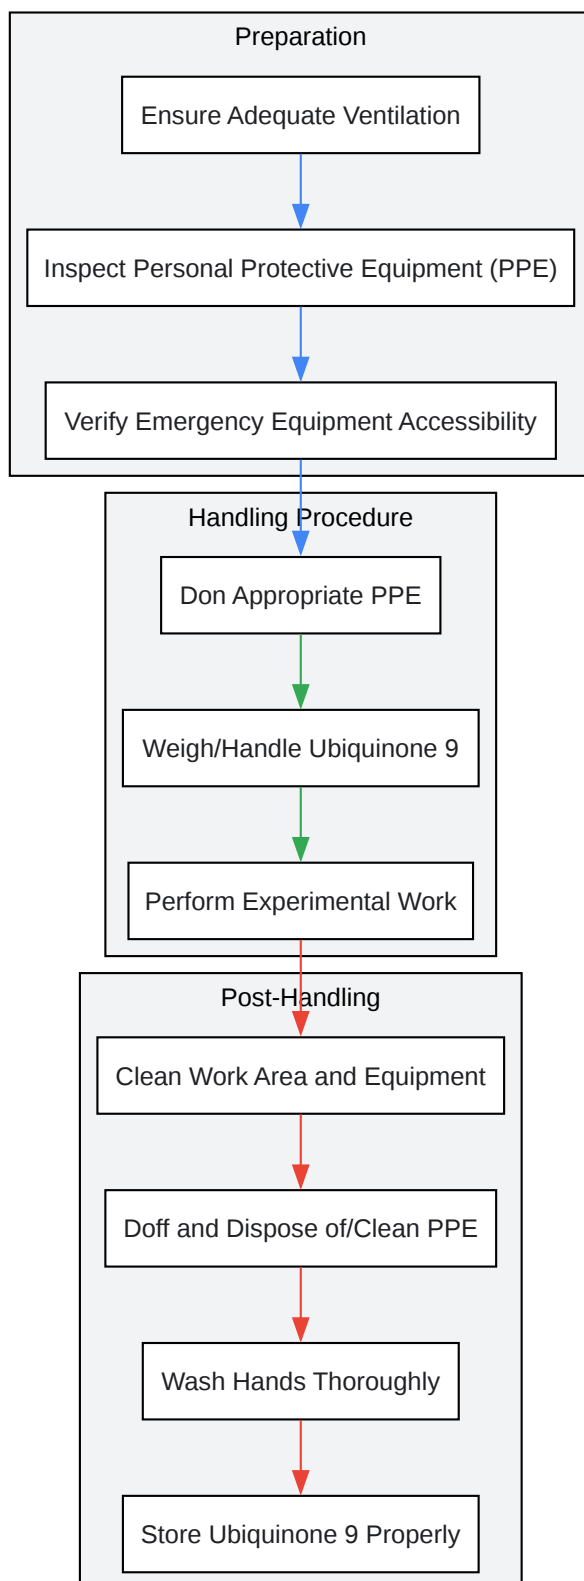 Preparation
Ensure Adequate Ventilation
Inspect Personal Protective Equipment (PPE)
Verify Emergency Equipment Accessibility
Handling Procedure
Don Appropriate PPE
Weigh/Handle Ubiquinone 9
Perform Experimental Work
Post-Handling
Clean Work Area and Equipment
Doff and Dispose of/Clean PPE
Wash Hands Thoroughly
Store Ubiquinone 9 Properly